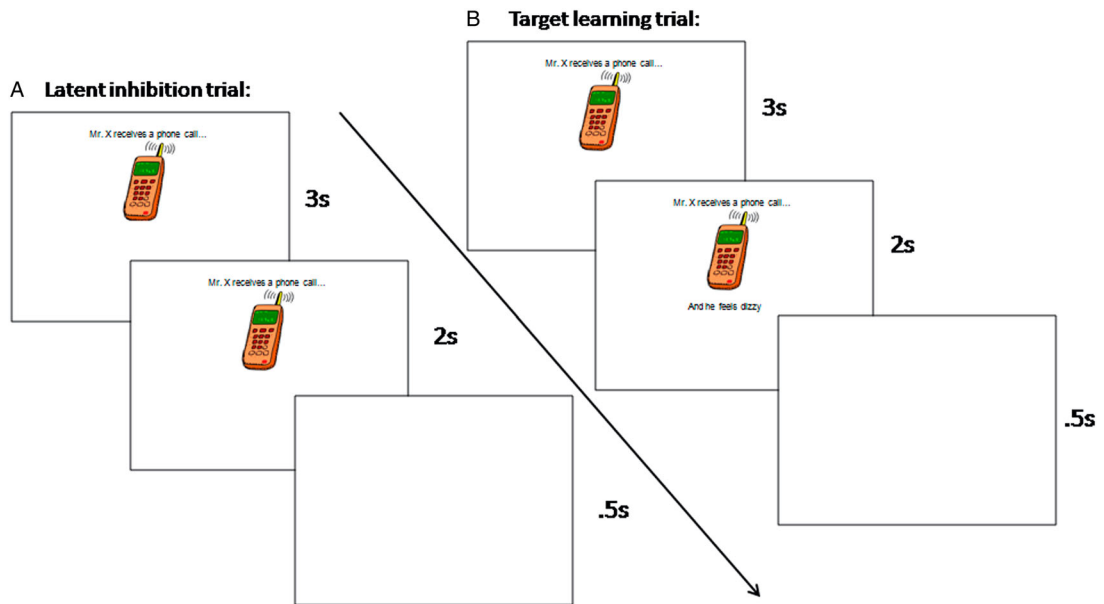 A Latent inhibition trial:
Mr. X receives a phone call...
3s
Mr. X receives a phone call...
2s
.5s
B Target learning trial:
Mr. X receives a phone call...
3s
Mr. X receives a phone call...
And he feels dizzy
2s
.5s